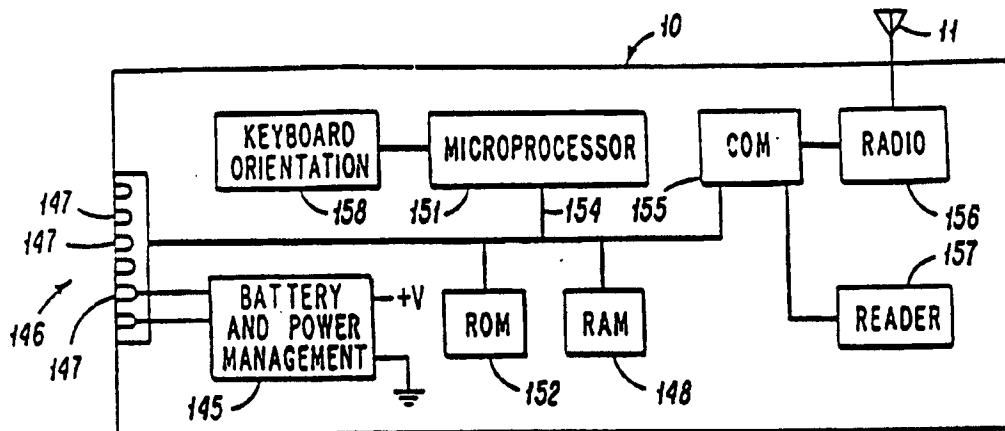 10
11
KEYBOARD
ORIENTATION
MICROPROCESSOR
COM
RADIO
147
158
151
154
155
156
147
157
BATTERY
AND POWER
MANAGEMENT
+V
ROM
RAM
READER
146
147
145
152
148